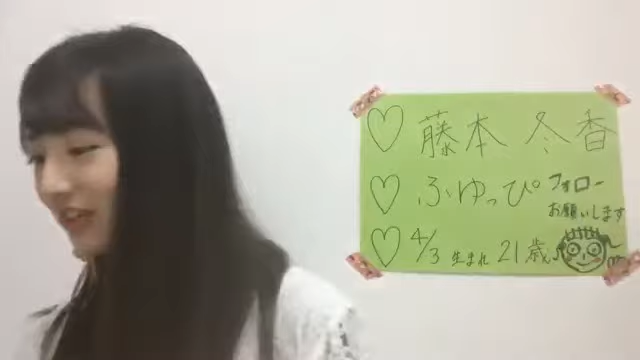 ♡ 藤本 冬香
♡ ふゆっぴ フォローお願いします
♡ 4/3 生まれ 21歳♪